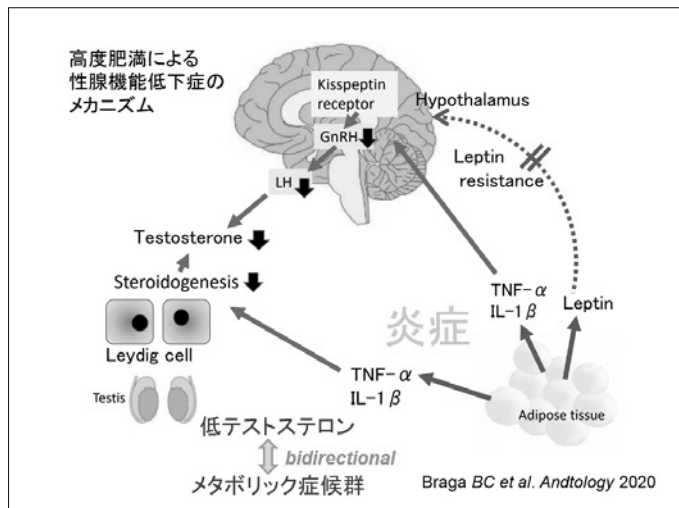 高度肥満による
性腺機能低下症の
メカニズム
Kisspeptin
receptor
Hypothalamus
GnRH
Leptin
resistance
LH
Testosterone
Steroidogenesis
TNF-α
IL-1β
Leptin
炎症
Leydig cell
TNF-α
IL-1β
Adipose tissue
Testis
低テストステロン
bidirectional
メタボリック症候群
Braga BC et al. Andtology 2020